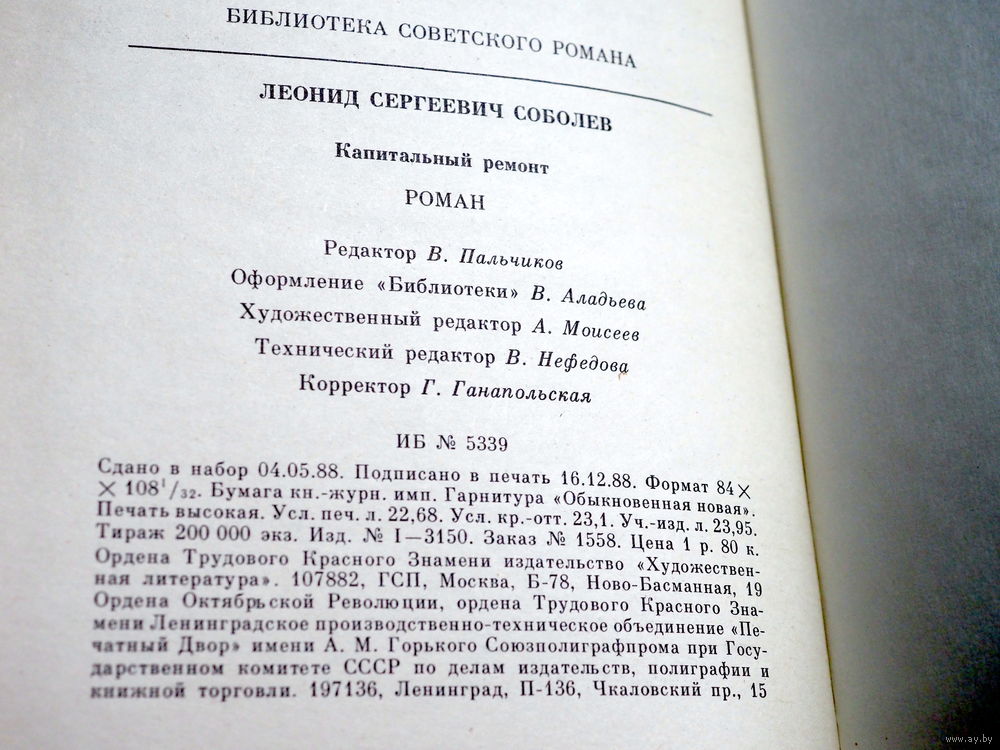 БИБЛИОТЕКА СОВЕТСКОГО РОМАНА
ЛЕОНИД СЕРГЕЕВИЧ СОБОЛЕВ
Капитальный ремонт
РОМАН
Редактор В. Пальчиков
Оформление «Библиотеки» В. Аладьева
Художественный редактор А. Моисеев
Технический редактор В. Нефедова
Корректор Г. Ганапольская
ИБ № 5339
Сдано в набор 04.05.88. Подписано в печать 16.12.88. Формат 84×
× 108¹/₃₂. Бумага кн.-журн. имп. Гарнитура «Обыкновенная новая».
Печать высокая. Усл. печ. л. 22,68. Усл. кр.-отт. 23,1. Уч.-изд. л. 23,95.
Тираж 200 000 экз. Изд. № I—3150. Заказ № 1558. Цена 1 р. 80 к.
Ордена Трудового Красного Знамени издательство «Художествен-
ная литература». 107882, ГСП, Москва, Б-78, Ново-Басманная, 19
Ордена Октябрьской Революции, ордена Трудового Красного Зна-
мени Ленинградское производственно-техническое объединение «Пе-
чатный Двор» имени А. М. Горького Союзполиграфпрома при Госу-
дарственном комитете СССР по делам издательств, полиграфии и
книжной торговли. 197136, Ленинград, П-136, Чкаловский пр., 15
www.ay.by